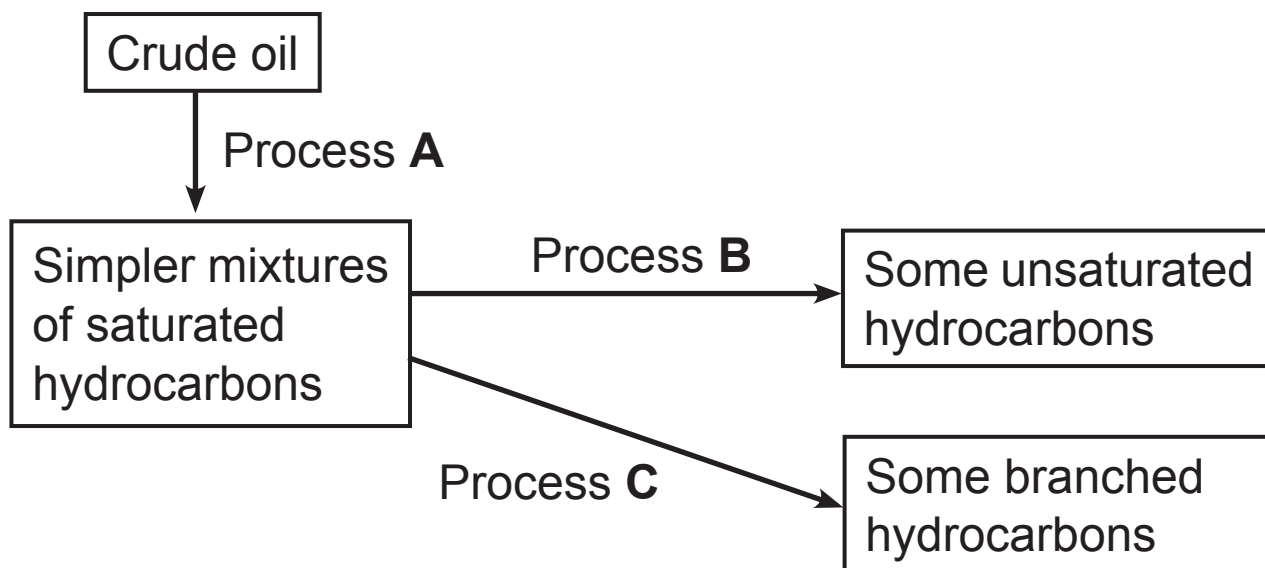 Crude oil
Process A
Simpler mixtures
of saturated
hydrocarbons
Process B
Some unsaturated
hydrocarbons
Process C
Some branched
hydrocarbons